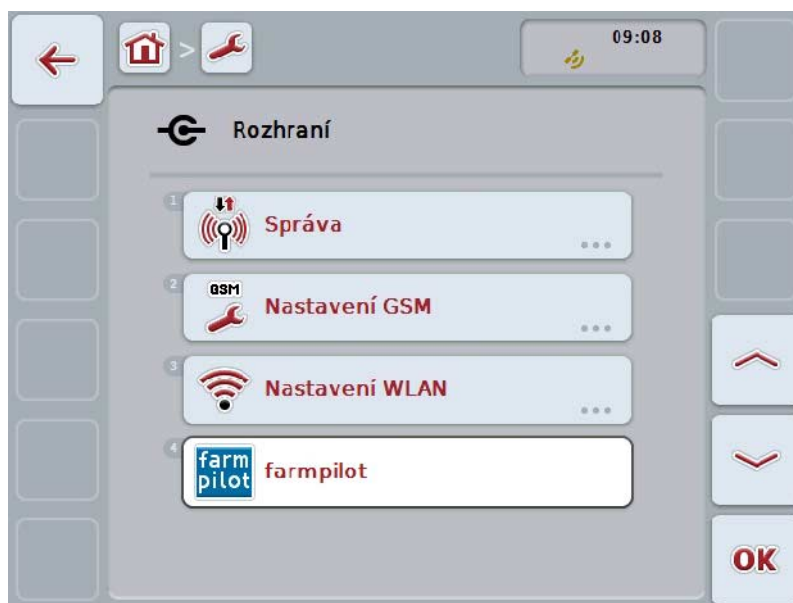 >
09:08
Rozhraní
1
Správa
...
2
GSM
Nastavení GSM
...
3
Nastavení WLAN
...
4
farm
pilot
farmpilot
OK